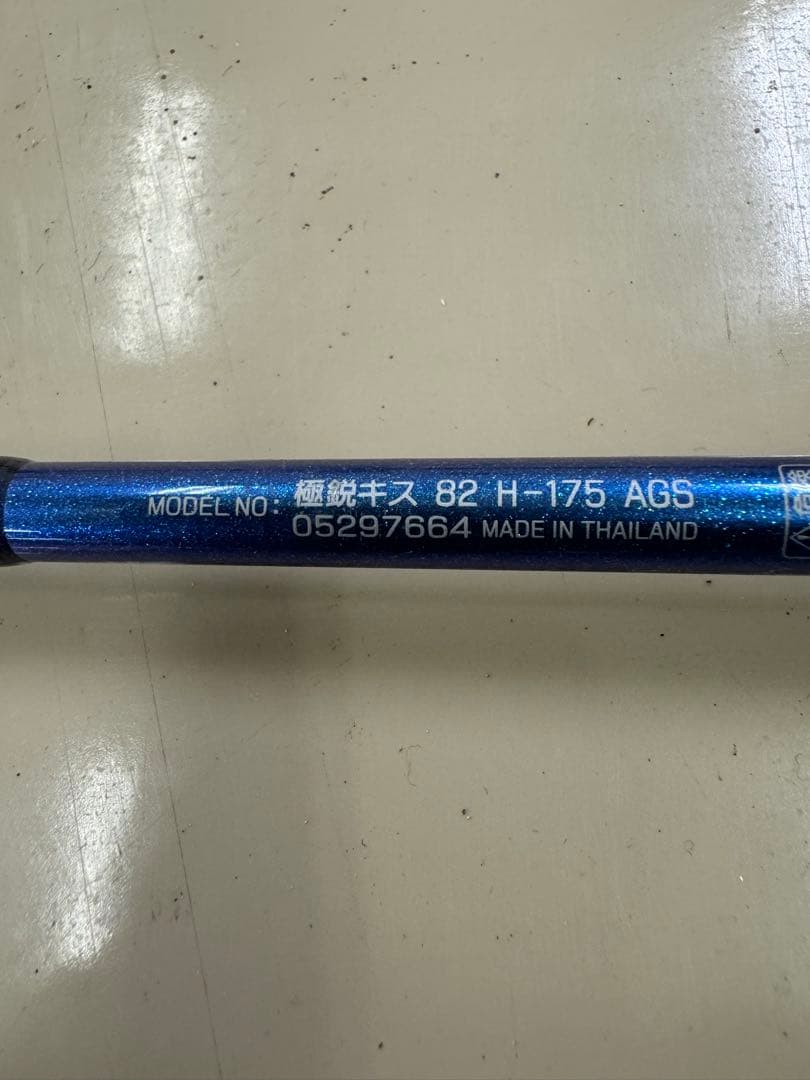 MODEL NO: 極鋭キス 82 H-175 AGS
05297664 MADE IN THAILAND